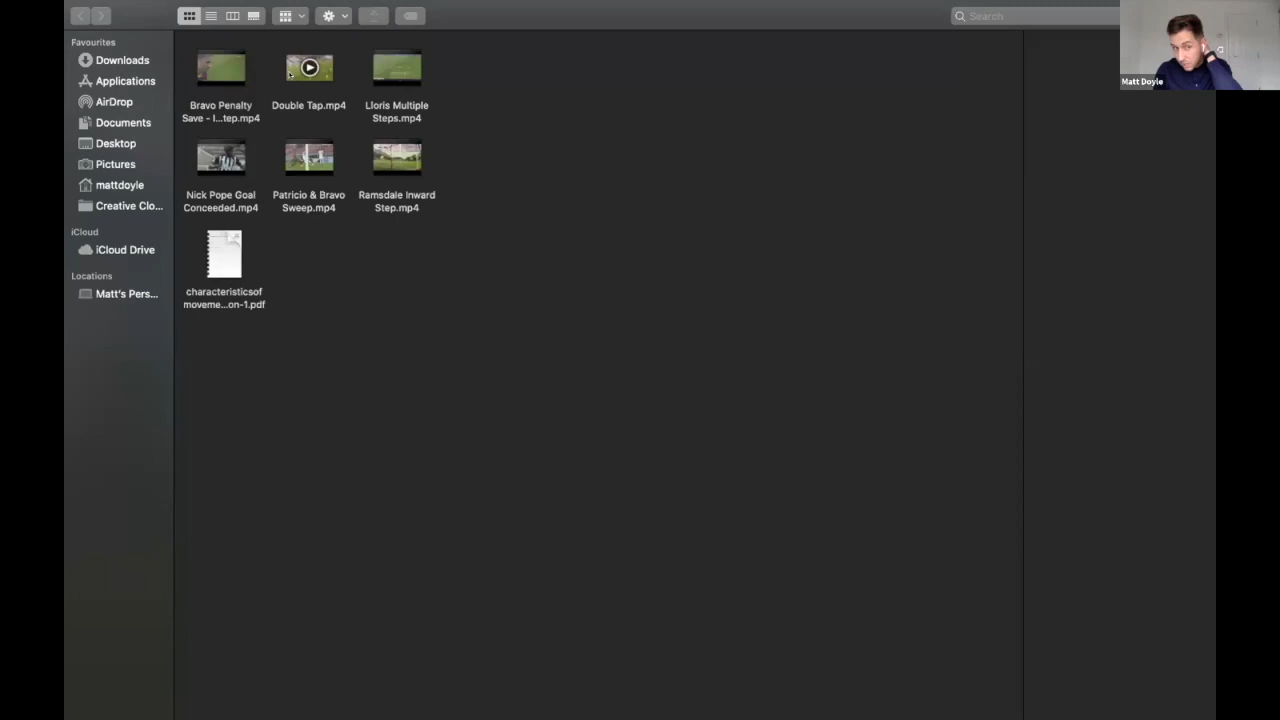 Search
Matt Doyle
Favourites
Downloads
Applications
AirDrop
Documents
Desktop
Pictures
mattdoyle
Creative Clo...
iCloud
iCloud Drive
Locations
Matt's Pers...
Bravo Penalty
Save - I...tep.mp4
Double Tap.mp4
Lloris Multiple
Steps.mp4
Nick Pope Goal
Conceeded.mp4
Patricio & Bravo
Sweep.mp4
Ramsdale Inward
Step.mp4
characteristicsof
moveme...on-1.pdf